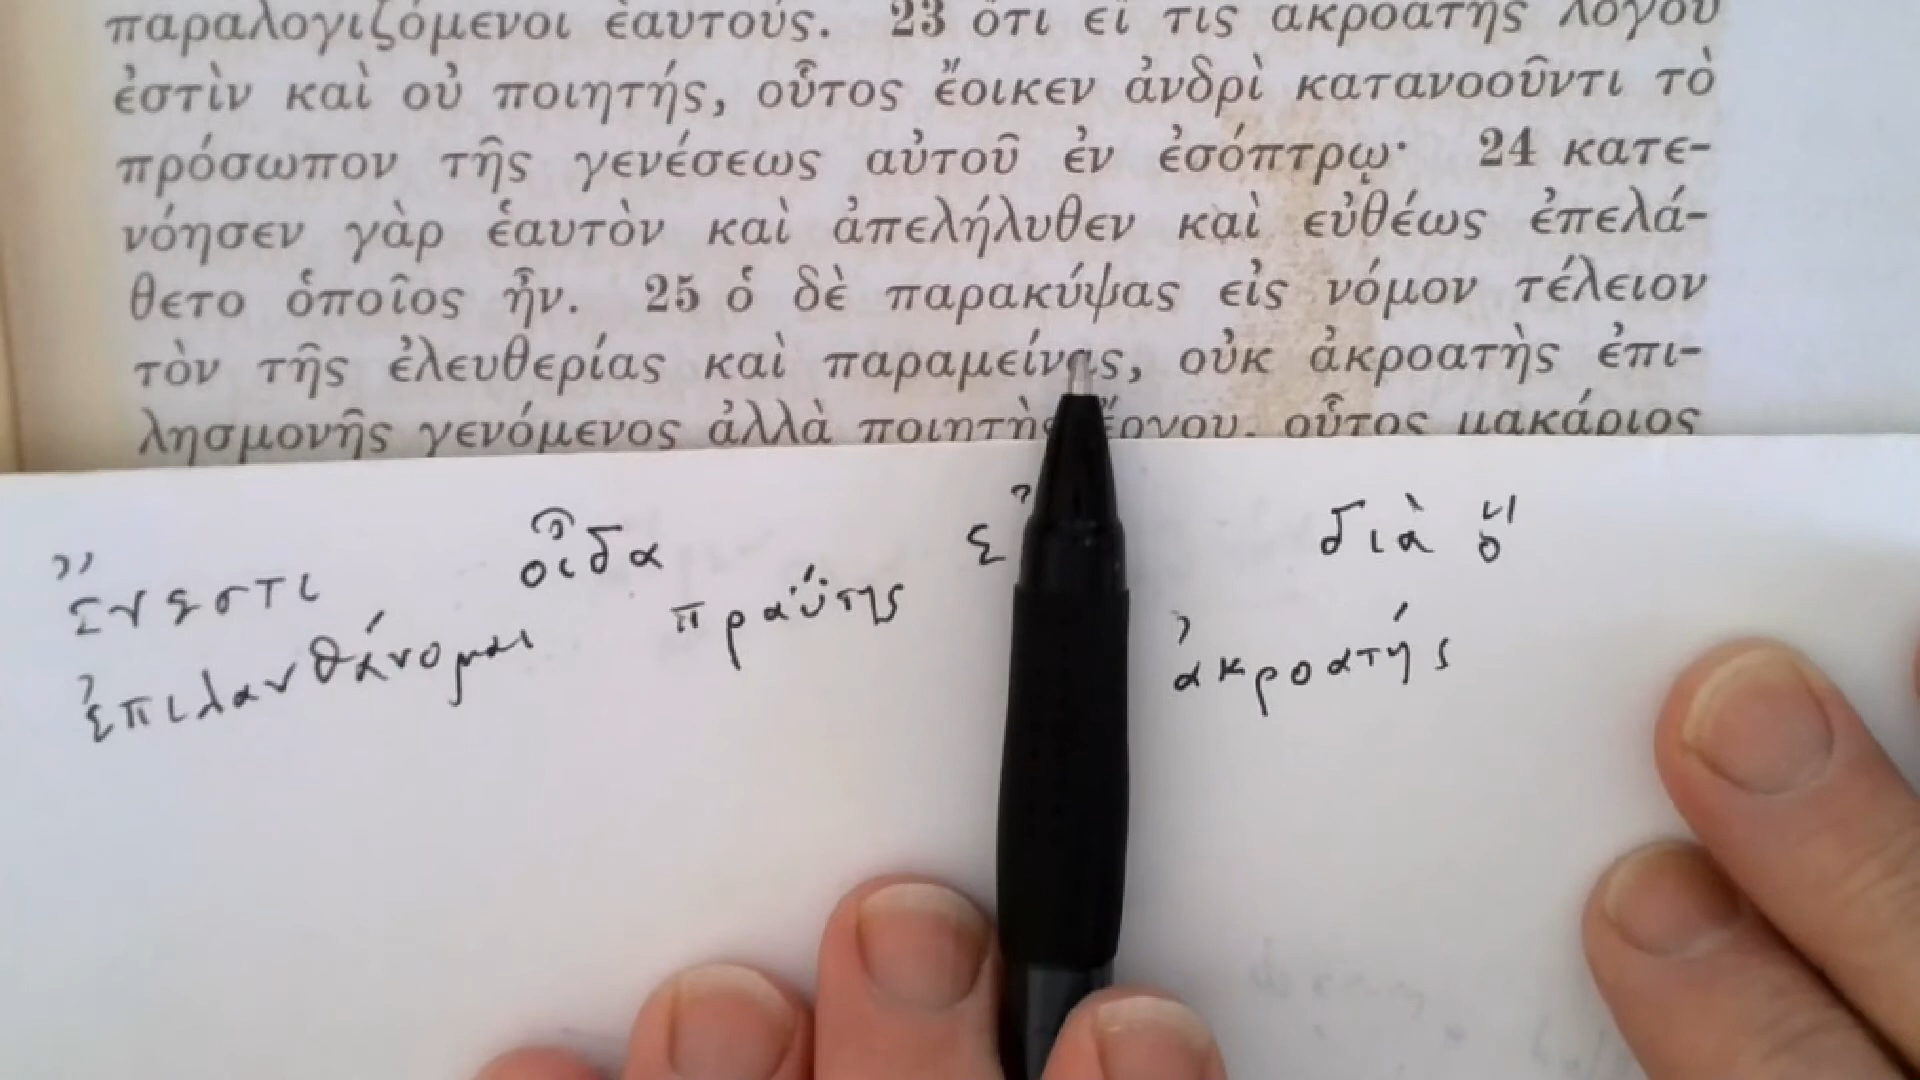 παραλογιζόμενοι ἑαυτούς. 23 ὅτι εἴ τις ἀκροατὴς λόγου
ἐστὶν καὶ οὐ ποιητής, οὗτος ἔοικεν ἀνδρὶ κατανοοῦντι τὸ
πρόσωπον τῆς γενέσεως αὐτοῦ ἐν ἐσόπτρῳ· 24 κατε-
νόησεν γὰρ ἑαυτὸν καὶ ἀπελήλυθεν καὶ εὐθέως ἐπελά-
θετο ὁποῖος ἦν. 25 ὁ δὲ παρακύψας εἰς νόμον τέλειον
τὸν τῆς ἐλευθερίας καὶ παραμείνας, οὐκ ἀκροατὴς ἐπι-
λησμονῆς γενόμενος ἀλλὰ ποιητὴς ἔργου, οὗτος μακάριος
ἔνεστι οἶδα διὰ ὅ
ἐπιλανθάνομαι πραΰτης ἀκροατής